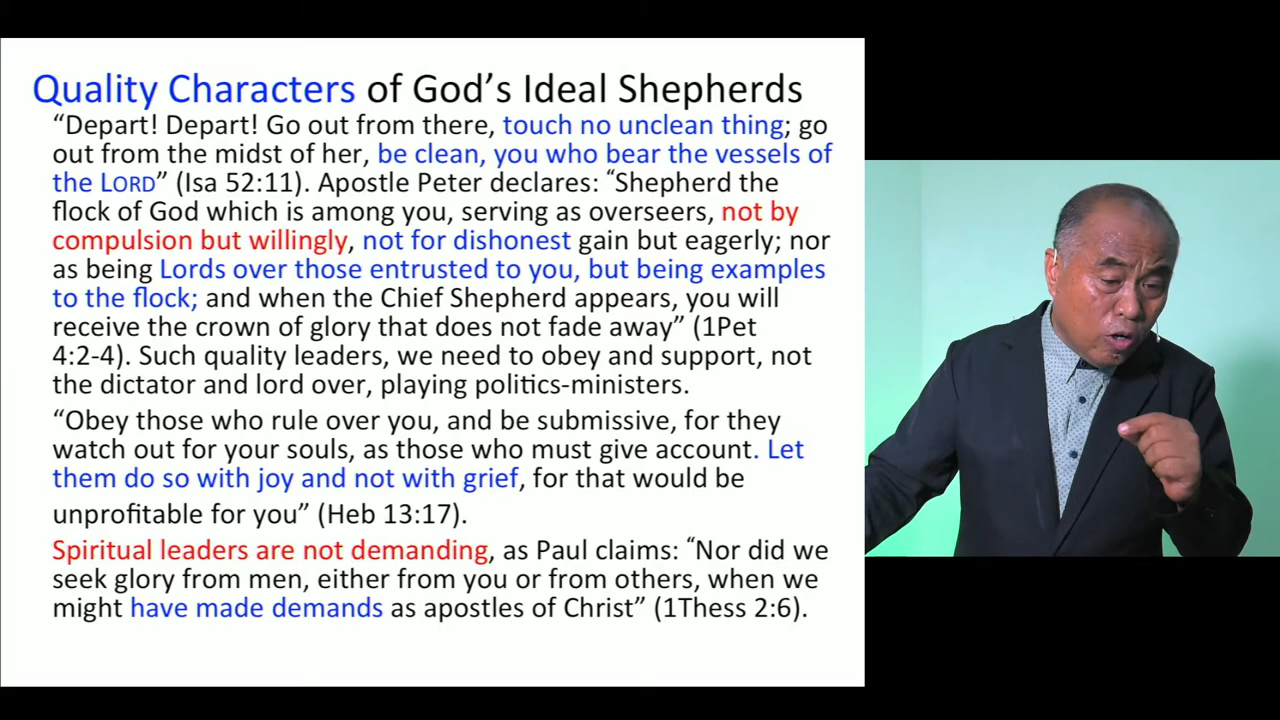 Quality Characters of God’s Ideal Shepherds
“Depart! Depart! Go out from there, touch no unclean thing; go
out from the midst of her, be clean, you who bear the vessels of
the LORD” (Isa 52:11). Apostle Peter declares: “Shepherd the
flock of God which is among you, serving as overseers, not by
compulsion but willingly, not for dishonest gain but eagerly; nor
as being Lords over those entrusted to you, but being examples
to the flock; and when the Chief Shepherd appears, you will
receive the crown of glory that does not fade away” (1Pet
4:2-4). Such quality leaders, we need to obey and support, not
the dictator and lord over, playing politics-ministers.
“Obey those who rule over you, and be submissive, for they
watch out for your souls, as those who must give account. Let
them do so with joy and not with grief, for that would be
unprofitable for you” (Heb 13:17).
Spiritual leaders are not demanding, as Paul claims: “Nor did we
seek glory from men, either from you or from others, when we
might have made demands as apostles of Christ” (1Thess 2:6).